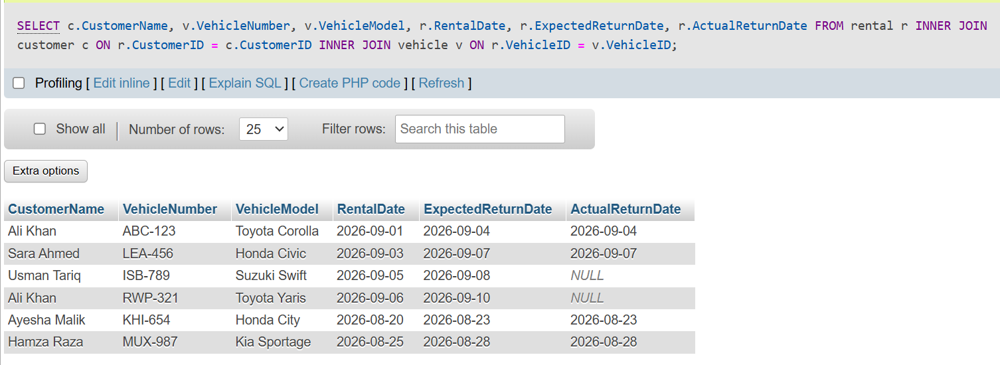 SELECT c.CustomerName, v.VehicleNumber, v.VehicleModel, r.RentalDate, r.ExpectedReturnDate, r.ActualReturnDate FROM rental r INNER JOIN
customer c ON r.CustomerID = c.CustomerID INNER JOIN vehicle v ON r.VehicleID = v.VehicleID;
Profiling [ Edit inline ] [ Edit ] [ Explain SQL ] [ Create PHP code ] [ Refresh ]
Show all | Number of rows: 25 Filter rows: Search this table
Extra options
CustomerName VehicleNumber VehicleModel RentalDate ExpectedReturnDate ActualReturnDate
Ali Khan ABC-123 Toyota Corolla 2026-09-01 2026-09-04 2026-09-04
Sara Ahmed LEA-456 Honda Civic 2026-09-03 2026-09-07 2026-09-07
Usman Tariq ISB-789 Suzuki Swift 2026-09-05 2026-09-08 NULL
Ali Khan RWP-321 Toyota Yaris 2026-09-06 2026-09-10 NULL
Ayesha Malik KHI-654 Honda City 2026-08-20 2026-08-23 2026-08-23
Hamza Raza MUX-987 Kia Sportage 2026-08-25 2026-08-28 2026-08-28